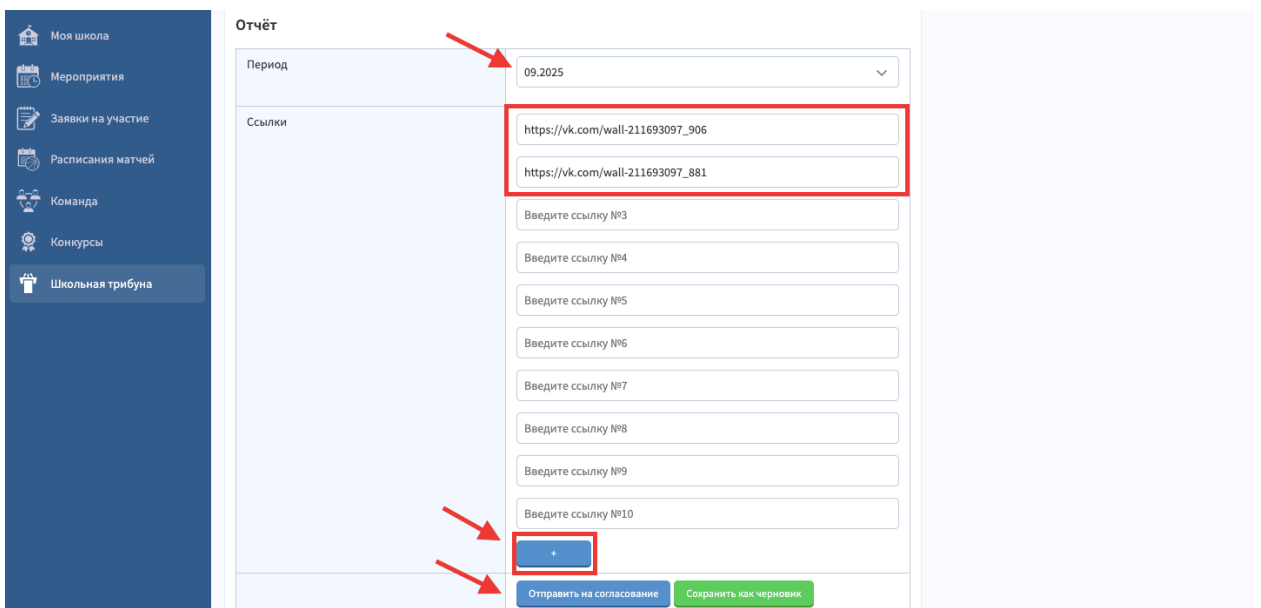 Моя школа
Мероприятия
Заявки на участие
Расписания матчей
Команда
Конкурсы
Школьная трибуна
Отчёт
Период
09.2025
Ссылки
https://vk.com/wall-211693097_906
https://vk.com/wall-211693097_881
Введите ссылку №3
Введите ссылку №4
Введите ссылку №5
Введите ссылку №6
Введите ссылку №7
Введите ссылку №8
Введите ссылку №9
Введите ссылку №10
+
Отправить на согласование Сохранить как черновик